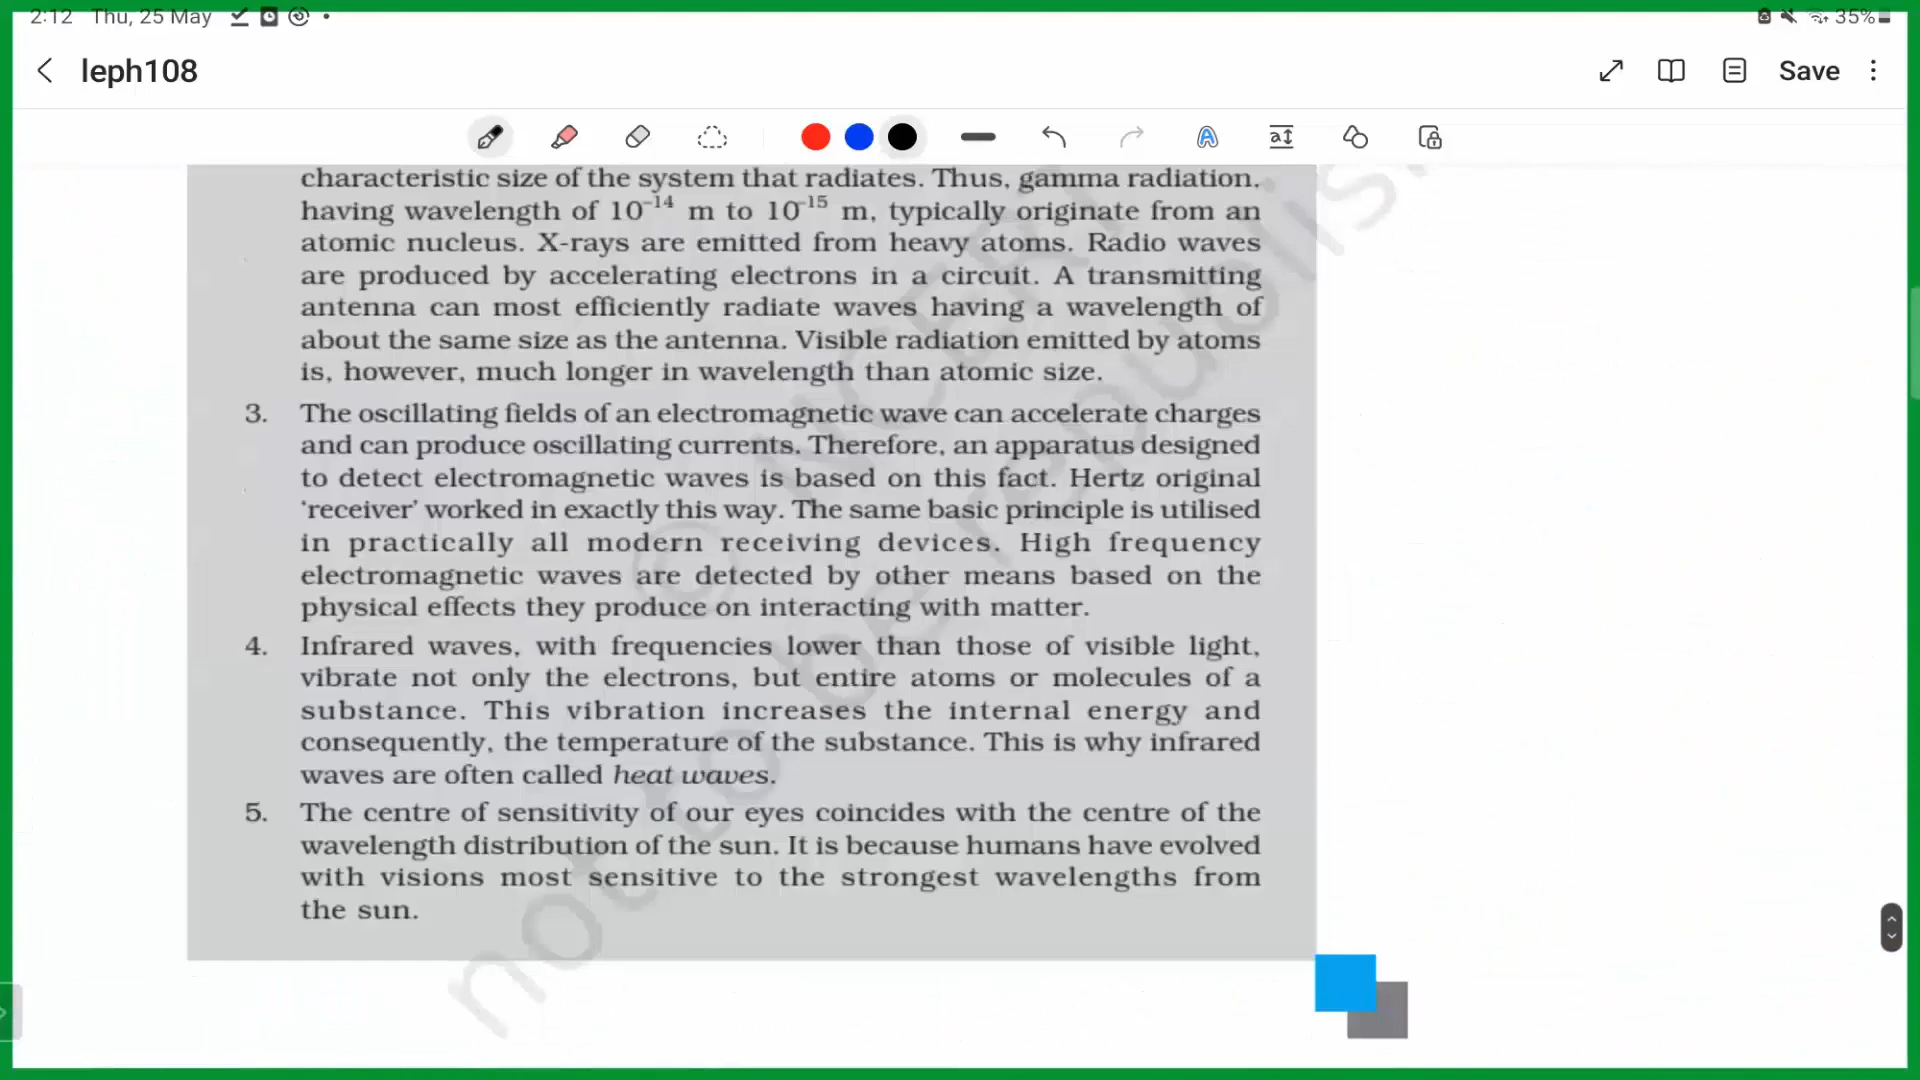 2:12 Thu, 25 May
35%
leph108
Save
characteristic size of the system that radiates. Thus, gamma radiation,
having wavelength of 10⁻¹⁴ m to 10⁻¹⁵ m, typically originate from an
atomic nucleus. X-rays are emitted from heavy atoms. Radio waves
are produced by accelerating electrons in a circuit. A transmitting
antenna can most efficiently radiate waves having a wavelength of
about the same size as the antenna. Visible radiation emitted by atoms
is, however, much longer in wavelength than atomic size.
3. The oscillating fields of an electromagnetic wave can accelerate charges
and can produce oscillating currents. Therefore, an apparatus designed
to detect electromagnetic waves is based on this fact. Hertz original
‘receiver’ worked in exactly this way. The same basic principle is utilised
in practically all modern receiving devices. High frequency
electromagnetic waves are detected by other means based on the
physical effects they produce on interacting with matter.
4. Infrared waves, with frequencies lower than those of visible light,
vibrate not only the electrons, but entire atoms or molecules of a
substance. This vibration increases the internal energy and
consequently, the temperature of the substance. This is why infrared
waves are often called heat waves.
5. The centre of sensitivity of our eyes coincides with the centre of the
wavelength distribution of the sun. It is because humans have evolved
with visions most sensitive to the strongest wavelengths from
the sun.
© NCERT
not to be republis